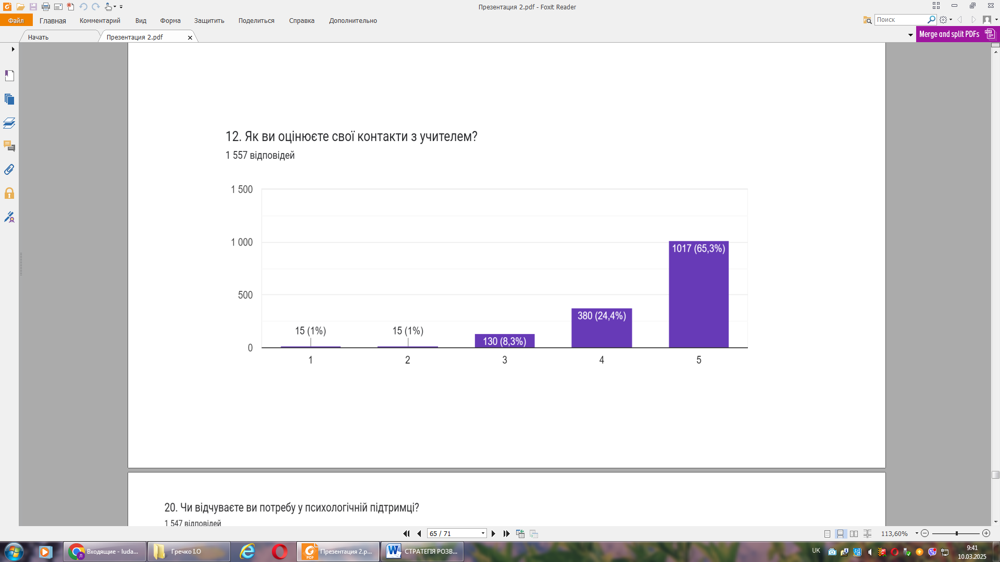 Презентация 2.pdf - Foxit Reader
Файл Главная Комментарий Вид Форма Защитить Поделиться Справка Дополнительно
Поиск
Начать
Презентация 2.pdf
Merge and split PDFs
12. Як ви оцінюєте свої контакти з учителем?
1 557 відповідей
1 500
1 000
500
0
15 (1%)
15 (1%)
130 (8,3%)
380 (24,4%)
1017 (65,3%)
1 2 3 4 5
20. Чи відчуваєте ви потребу у психологічній підтримці?
1 547 відповідей
65 / 71
113,60%
Входящие - luda...
Гречко І.О
Презентация 2.p...
СТРАТЕГІЯ РОЗВ...
UK
9:41
10.03.2025